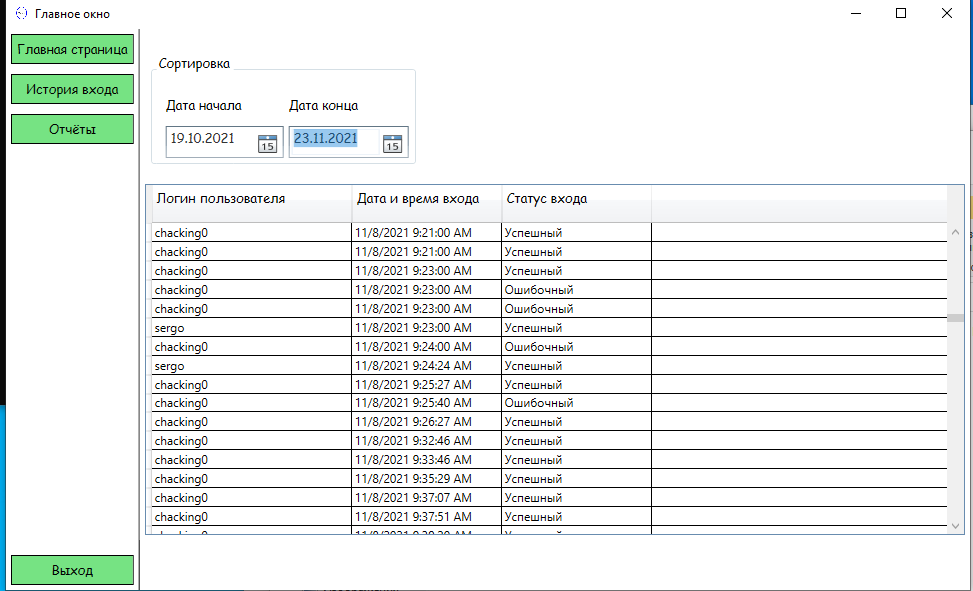 Главное окно
Главная страница
История входа
Отчёты
Выход
Сортировка
Дата начала Дата конца
19.10.2021 15 23.11.2021 15
Логин пользователя Дата и время входа Статус входа
chacking0 11/8/2021 9:21:00 AM Успешный
chacking0 11/8/2021 9:21:00 AM Успешный
chacking0 11/8/2021 9:23:00 AM Успешный
chacking0 11/8/2021 9:23:00 AM Ошибочный
chacking0 11/8/2021 9:23:00 AM Ошибочный
sergo 11/8/2021 9:23:00 AM Успешный
chacking0 11/8/2021 9:24:00 AM Ошибочный
sergo 11/8/2021 9:24:24 AM Успешный
chacking0 11/8/2021 9:25:27 AM Успешный
chacking0 11/8/2021 9:25:40 AM Ошибочный
chacking0 11/8/2021 9:26:27 AM Успешный
chacking0 11/8/2021 9:32:46 AM Успешный
chacking0 11/8/2021 9:33:46 AM Успешный
chacking0 11/8/2021 9:35:29 AM Успешный
chacking0 11/8/2021 9:37:07 AM Успешный
chacking0 11/8/2021 9:37:51 AM Успешный